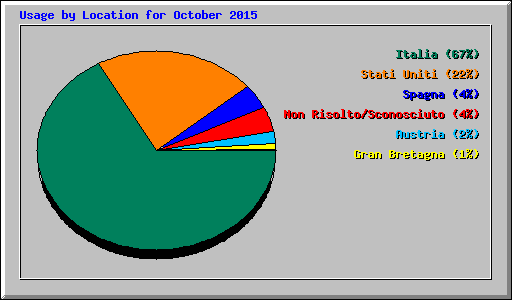 Usage by Location for October 2015
Italia (67%)
Stati Uniti (22%)
Spagna (4%)
Non Risolto/Sconosciuto (4%)
Austria (2%)
Gran Bretagna (1%)